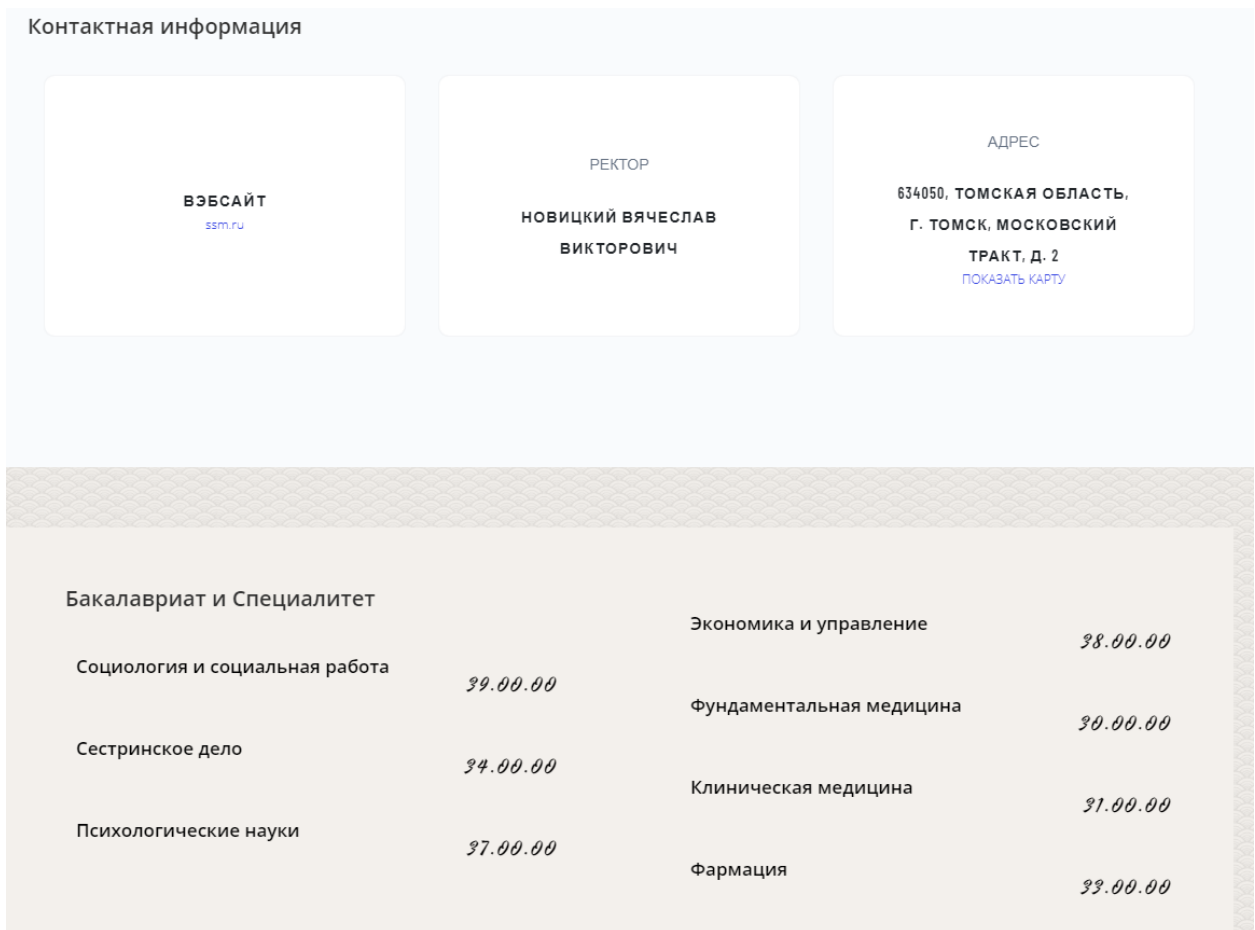 Контактная информация
ВЭБСАЙТ
ssm.ru
РЕКТОР
НОВИЦКИЙ ВЯЧЕСЛАВ
ВИКТОРОВИЧ
АДРЕС
634050, ТОМСКАЯ ОБЛАСТЬ,
Г. ТОМСК, МОСКОВСКИЙ
ТРАКТ, Д. 2
ПОКАЗАТЬ КАРТУ
Бакалавриат и Специалитет
Социология и социальная работа
39.00.00
Сестринское дело
34.00.00
Психологические науки
37.00.00
Экономика и управление
38.00.00
Фундаментальная медицина
30.00.00
Клиническая медицина
31.00.00
Фармация
33.00.00